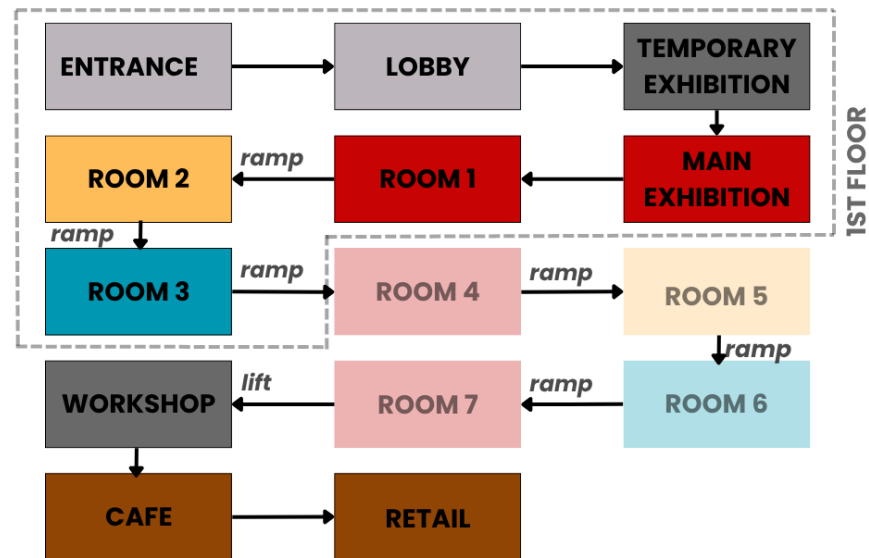 ENTRANCE
LOBBY
TEMPORARY
EXHIBITION
1ST FLOOR
ROOM 2
ramp
ROOM 1
MAIN
EXHIBITION
ramp
ROOM 3
ramp
ROOM 4
ramp
ROOM 5
ramp
WORKSHOP
lift
ROOM 7
ramp
ROOM 6
CAFE
RETAIL